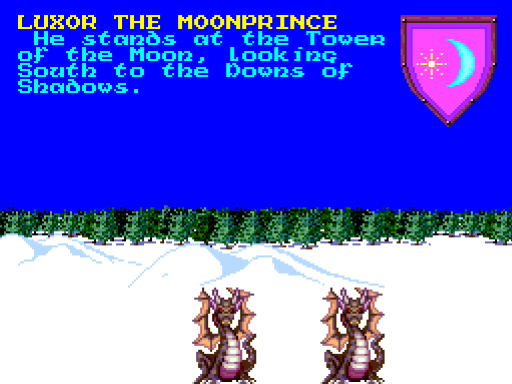 LUXOR THE MOONPRINCE
He stands at the Tower
of the Moon, looking
South to the Downs of
Shadows.